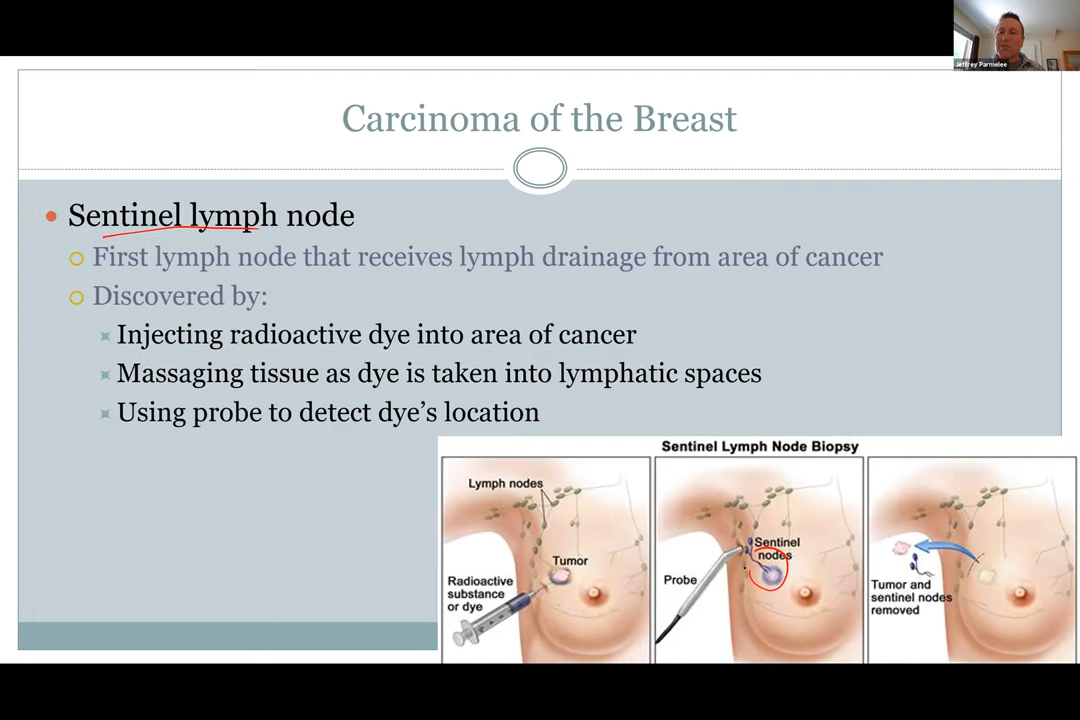 Jeffrey Parmelee
Carcinoma of the Breast
Sentinel lymph node
First lymph node that receives lymph drainage from area of cancer
Discovered by:
Injecting radioactive dye into area of cancer
Massaging tissue as dye is taken into lymphatic spaces
Using probe to detect dye's location
Sentinel Lymph Node Biopsy
Lymph nodes
Tumor
Radioactive
substance
or dye
Sentinel
nodes
Probe
Tumor and
sentinel nodes
removed